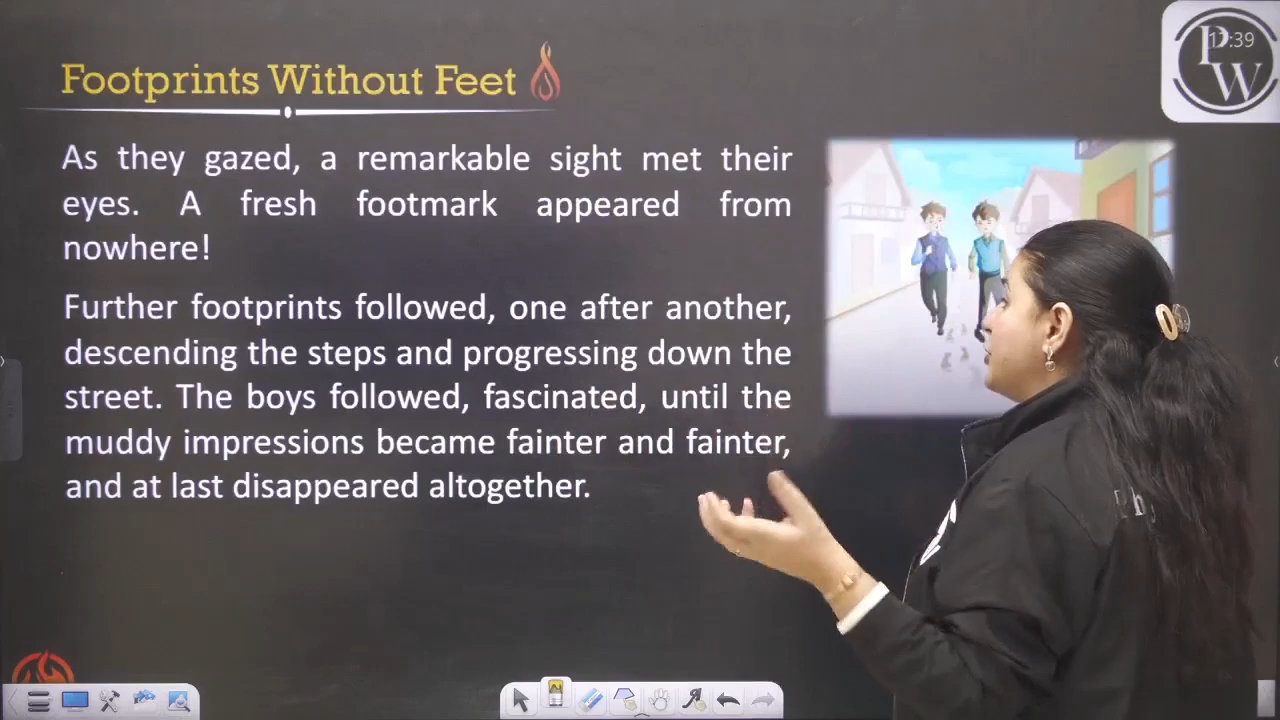 Footprints Without Feet
As they gazed, a remarkable sight met their
eyes. A fresh footmark appeared from
nowhere!
Further footprints followed, one after another,
descending the steps and progressing down the
street. The boys followed, fascinated, until the
muddy impressions became fainter and fainter,
and at last disappeared altogether.
PW
:39